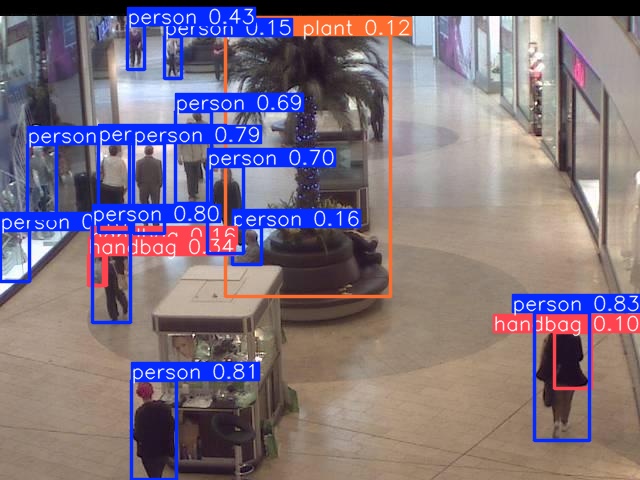 person 0.43
person 0.15
plant 0.12
person 0.69
person
per
person 0.79
person 0.70
person 0
person 0.80
person 0.16
handbag 0.16
handbag 0.34
person 0.83
handbag 0.10
person 0.81